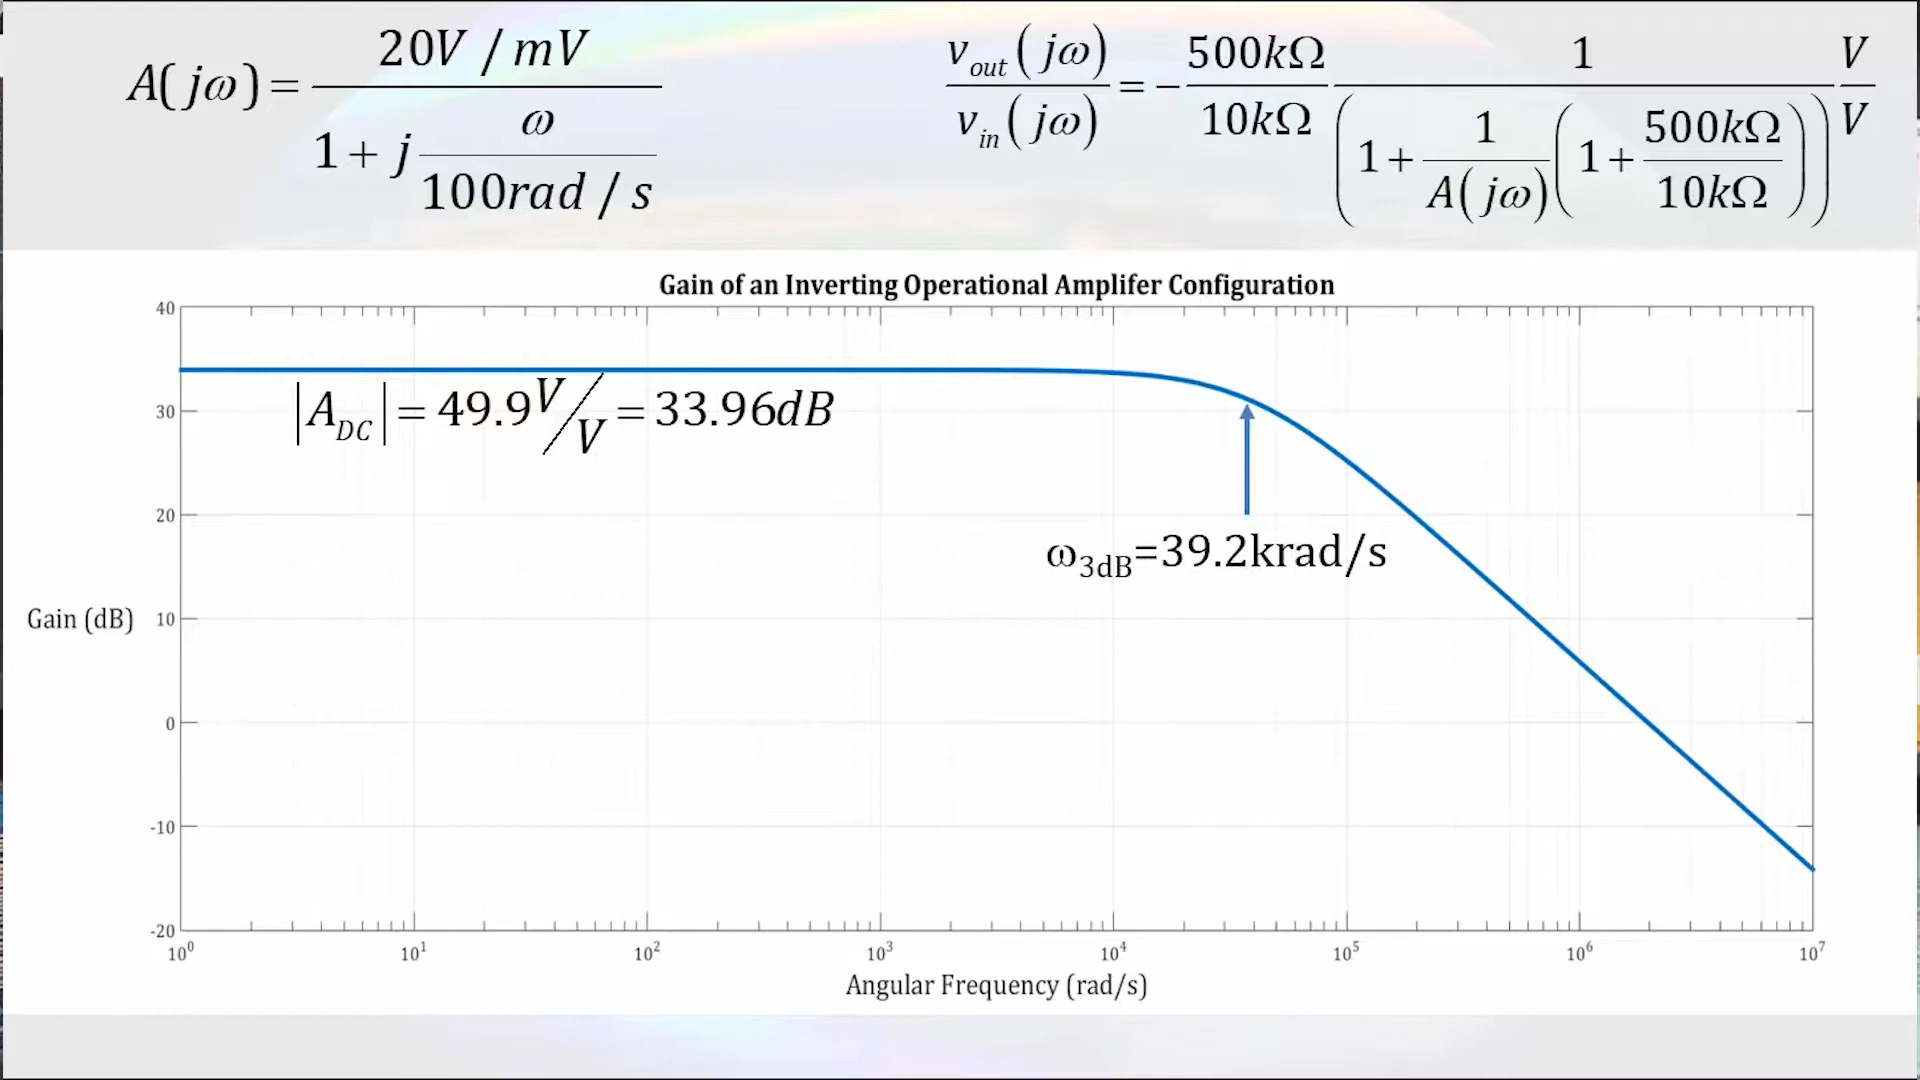 A(jω) = 20V / mV / (1 + j ω / 100rad / s)
v_out(jω) / v_in(jω) = − 500kΩ / 10kΩ 1 / (1 + 1 / A(jω) (1 + 500kΩ / 10kΩ)) V / V
Gain of an Inverting Operational Amplifer Configuration
40
|A_DC| = 49.9 V/V = 33.96dB
30
20
ω_3dB=39.2krad/s
Gain (dB)
10
0
-10
-20
10^0 10^1 10^2 10^3 10^4 10^5 10^6 10^7
Angular Frequency (rad/s)